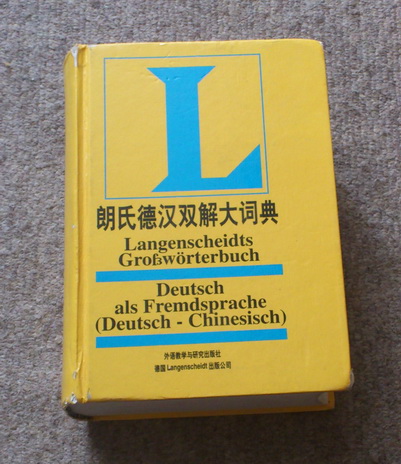 L
朗氏德汉双解大词典
Langenscheidts
Großwörterbuch
Deutsch
als Fremdsprache
(Deutsch - Chinesisch)
外语教学与研究出版社
德国 Langenscheidt 出版公司